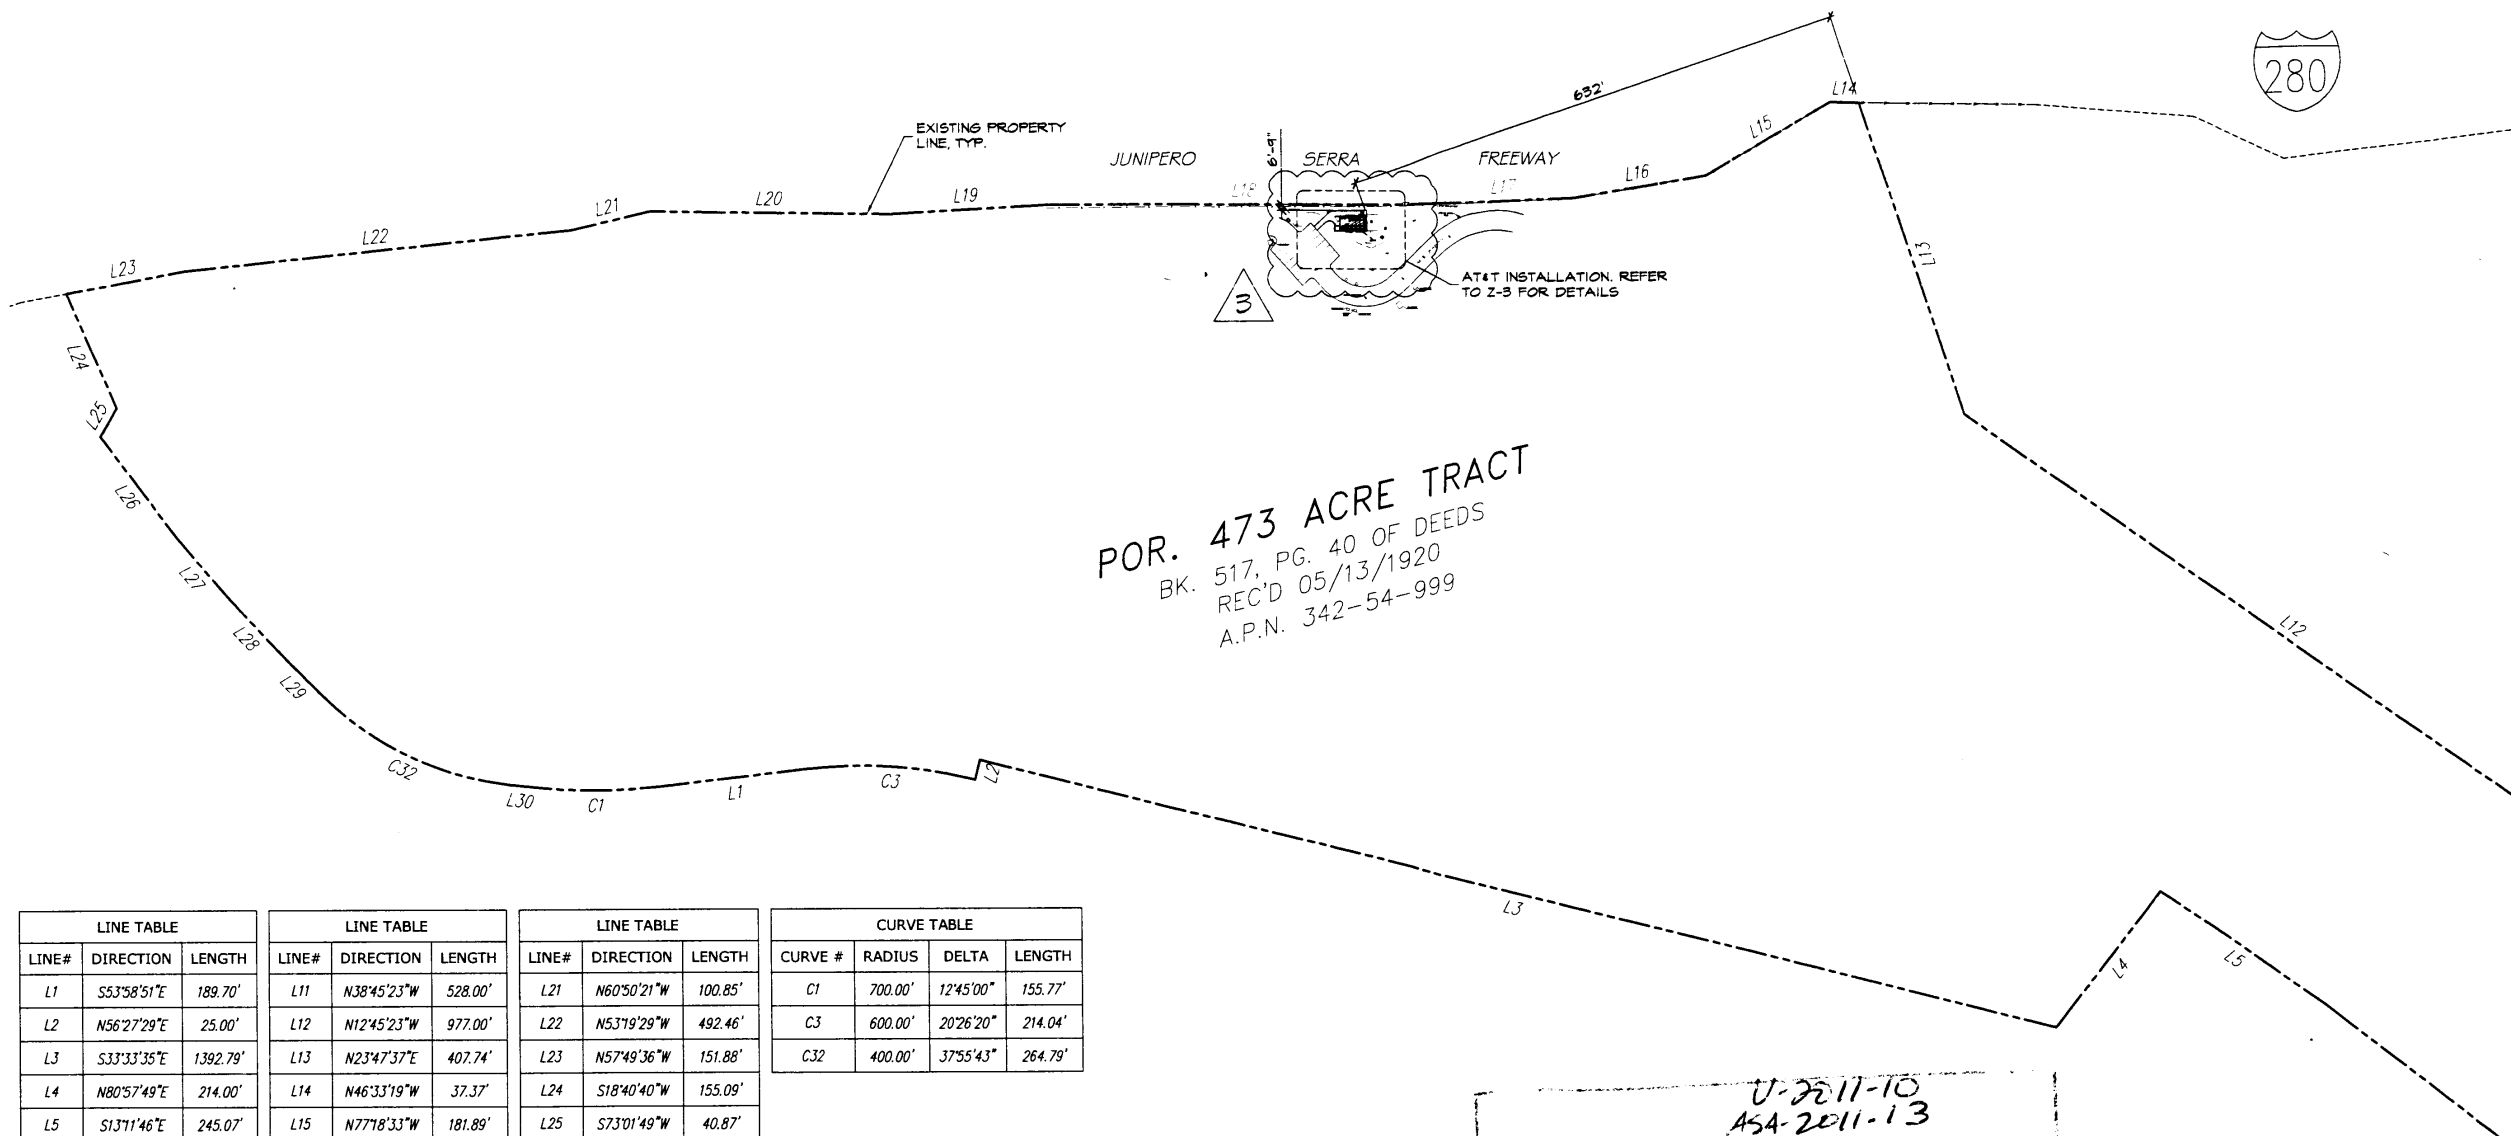 280
632'
L14
EXISTING PROPERTY
LINE, TYP.
6'-9"
L15
JUNIPERO SERRA FREEWAY
L16
L17
L18
L19
L20
L21
L22
L23
L13
AT&T INSTALLATION. REFER
TO Z-3 FOR DETAILS
3
L24
L25
L26
L27
L28
L29
C32
L30
C1
L1
C3
L2
L12
POR. 473 ACRE TRACT
BK. 517, PG. 40 OF DEEDS
REC'D 05/13/1920
A.P.N. 342-54-999
L3
L4
L5
LINE TABLE
LINE# DIRECTION LENGTH
L1 S53°58'51"E 189.70'
L2 N56°27'29"E 25.00'
L3 S33°33'35"E 1392.79'
L4 N80°57'49"E 214.00'
L5 S13°11'46"E 245.07'
LINE TABLE
LINE# DIRECTION LENGTH
L11 N38°45'23"W 528.00'
L12 N12°45'23"W 977.00'
L13 N23°47'37"E 407.74'
L14 N46°33'19"W 37.37'
L15 N77°18'33"W 181.89'
LINE TABLE
LINE# DIRECTION LENGTH
L21 N60°50'21"W 100.85'
L22 N53°19'29"W 492.46'
L23 N57°49'36"W 151.88'
L24 S18°40'40"W 155.09'
L25 S73°01'49"W 40.87'
CURVE TABLE
CURVE # RADIUS DELTA LENGTH
C1 700.00' 12°45'00" 155.77'
C3 600.00' 20°26'20" 214.04'
C32 400.00' 37°55'43" 264.79'
U-2011-10
ASA-2011-13